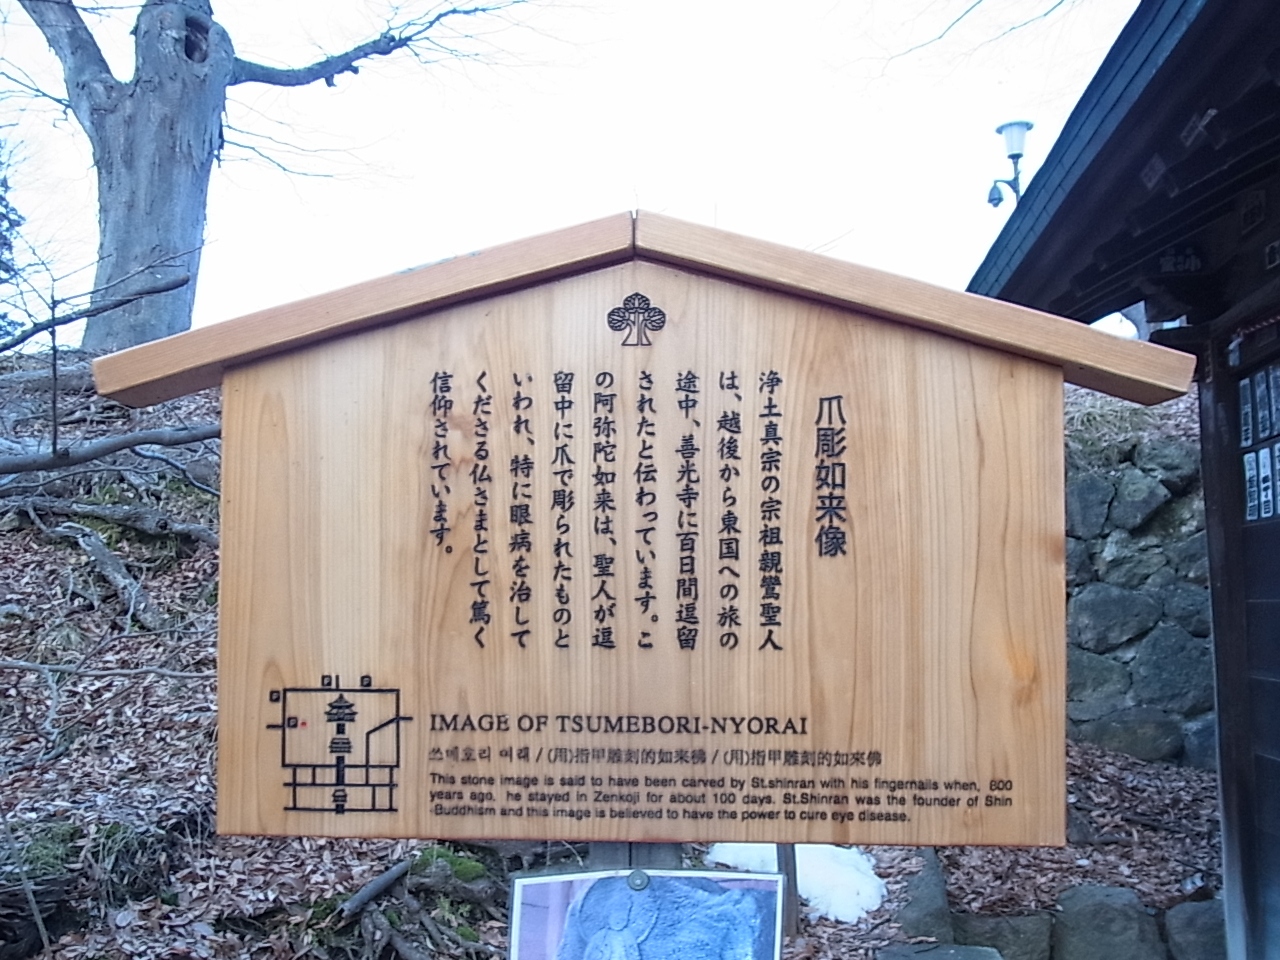 爪彫如来像
浄土真宗の宗祖親鸞聖人
は、越後から東国への旅の
途中、善光寺に百日間逗留
されたと伝わっています。こ
の阿弥陀如来は、聖人が逗
留中に爪で彫られたものと
いわれ、特に眼病を治して
くださる仏さまとして篤く
信仰されています。
IMAGE OF TSUMEBORI-NYORAI
쓰메보리 여래 / (用)指甲雕刻的如来佛 / (用)指甲雕刻的如來佛
This stone image is said to have been carved by St.shinran with his fingernails when, 800
years ago, he stayed in Zenkoji for about 100 days. St.Shinran was the founder of Shin
Buddhism and this image is believed to have the power to cure eye disease.